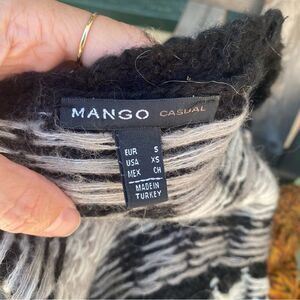 MANGO CASUAL
EUR S
USA XS
MEX CH
MADE IN
TURKEY